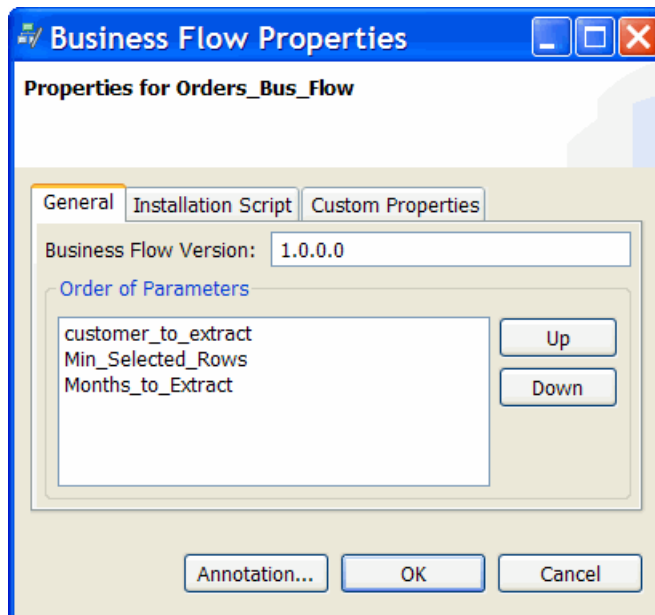 Business Flow Properties
Properties for Orders_Bus_Flow
General Installation Script Custom Properties
Business Flow Version: 1.0.0.0
Order of Parameters
customer_to_extract
Min_Selected_Rows
Months_to_Extract
Up
Down
Annotation... OK Cancel